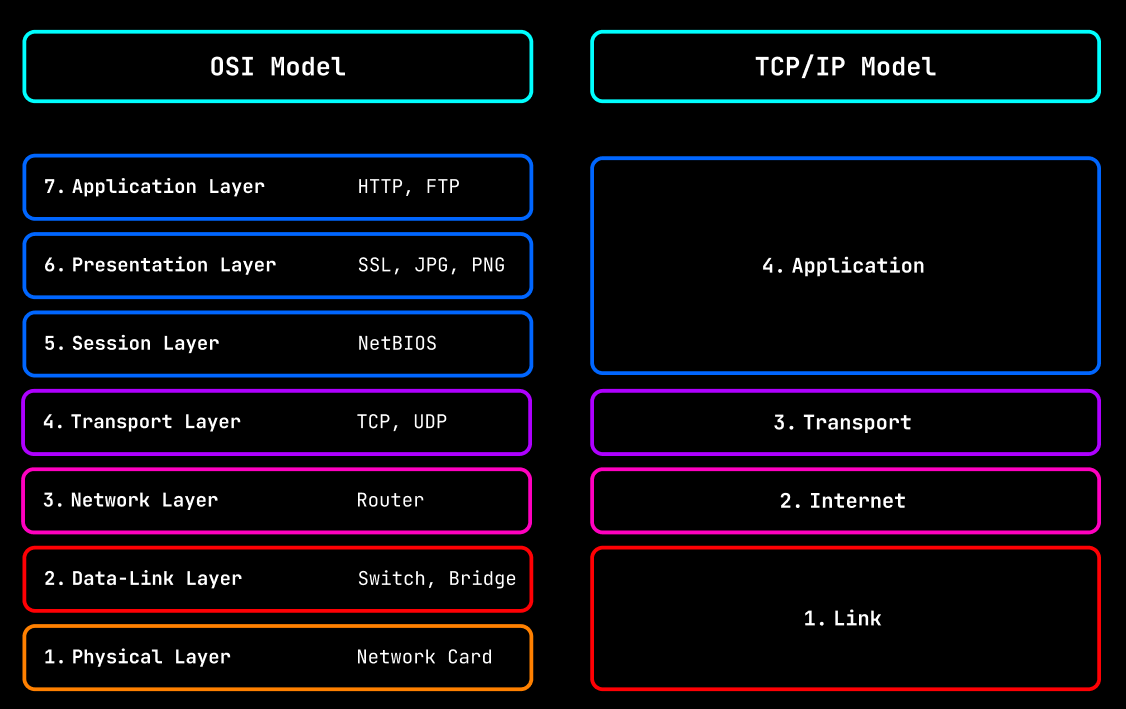 OSI Model
TCP/IP Model
7. Application Layer HTTP, FTP
6. Presentation Layer SSL, JPG, PNG
5. Session Layer NetBIOS
4. Transport Layer TCP, UDP
3. Network Layer Router
2. Data-Link Layer Switch, Bridge
1. Physical Layer Network Card
4. Application
3. Transport
2. Internet
1. Link